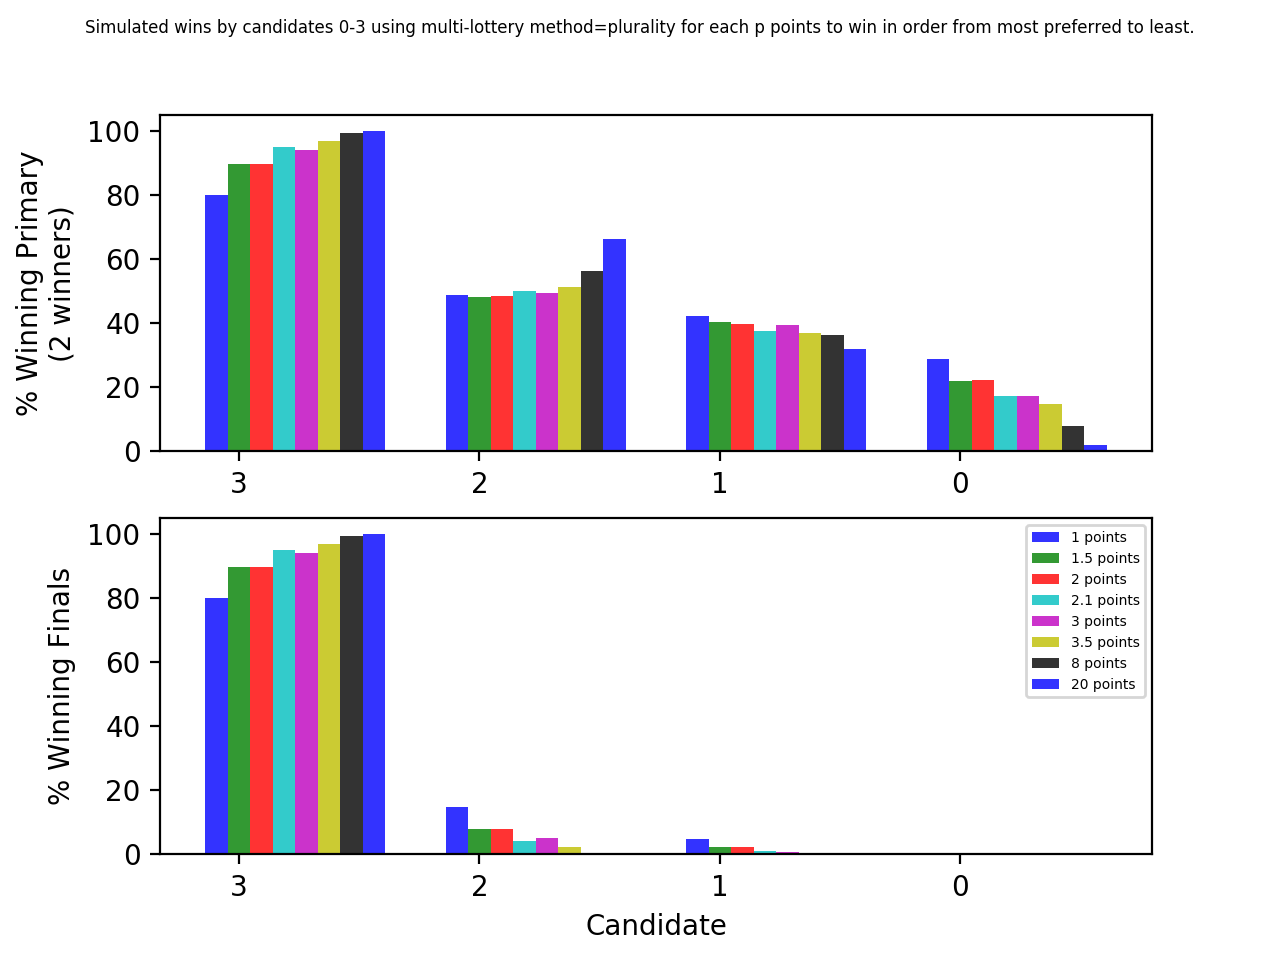 Simulated wins by candidates 0-3 using multi-lottery method=plurality for each p points to win in order from most preferred to least.
% Winning Primary
(2 winners)
100
80
60
40
20
0
3 2 1 0
% Winning Finals
100
80
60
40
20
0
1 points
1.5 points
2 points
2.1 points
3 points
3.5 points
8 points
20 points
3 2 1 0
Candidate